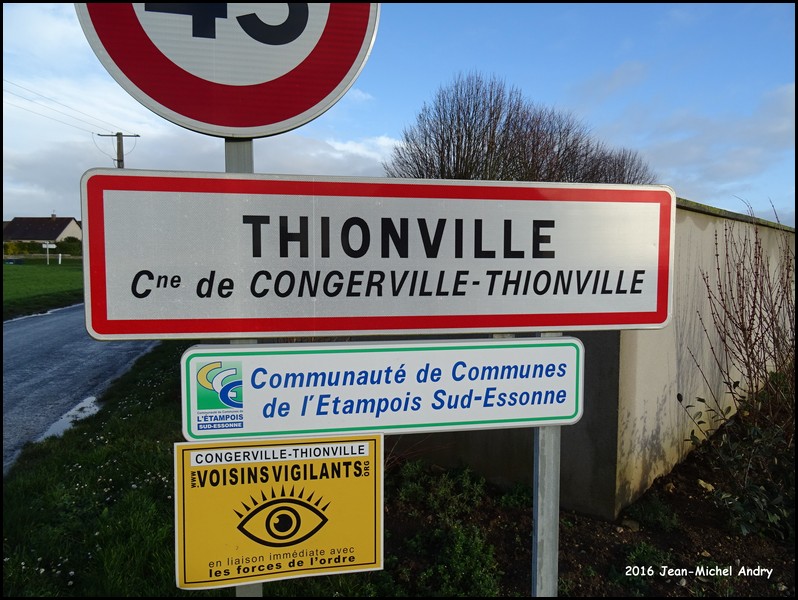 45
THIONVILLE
Cne de CONGERVILLE-THIONVILLE
Communauté de Communes
de l'Etampois Sud-Essonne
L'ÉTAMPOIS
SUD-ESSONNE
CONGERVILLE-THIONVILLE
WWW.VOISINSVIGILANTS.ORG
en liaison immédiate avec
les forces de l'ordre
2016 Jean-Michel Andry